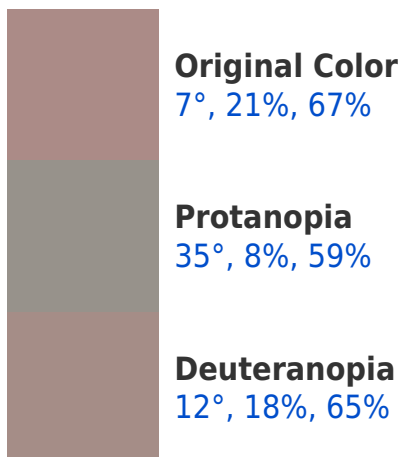 Original Color
7°, 21%, 67%
Protanopia
35°, 8%, 59%
Deuteranopia
12°, 18%, 65%